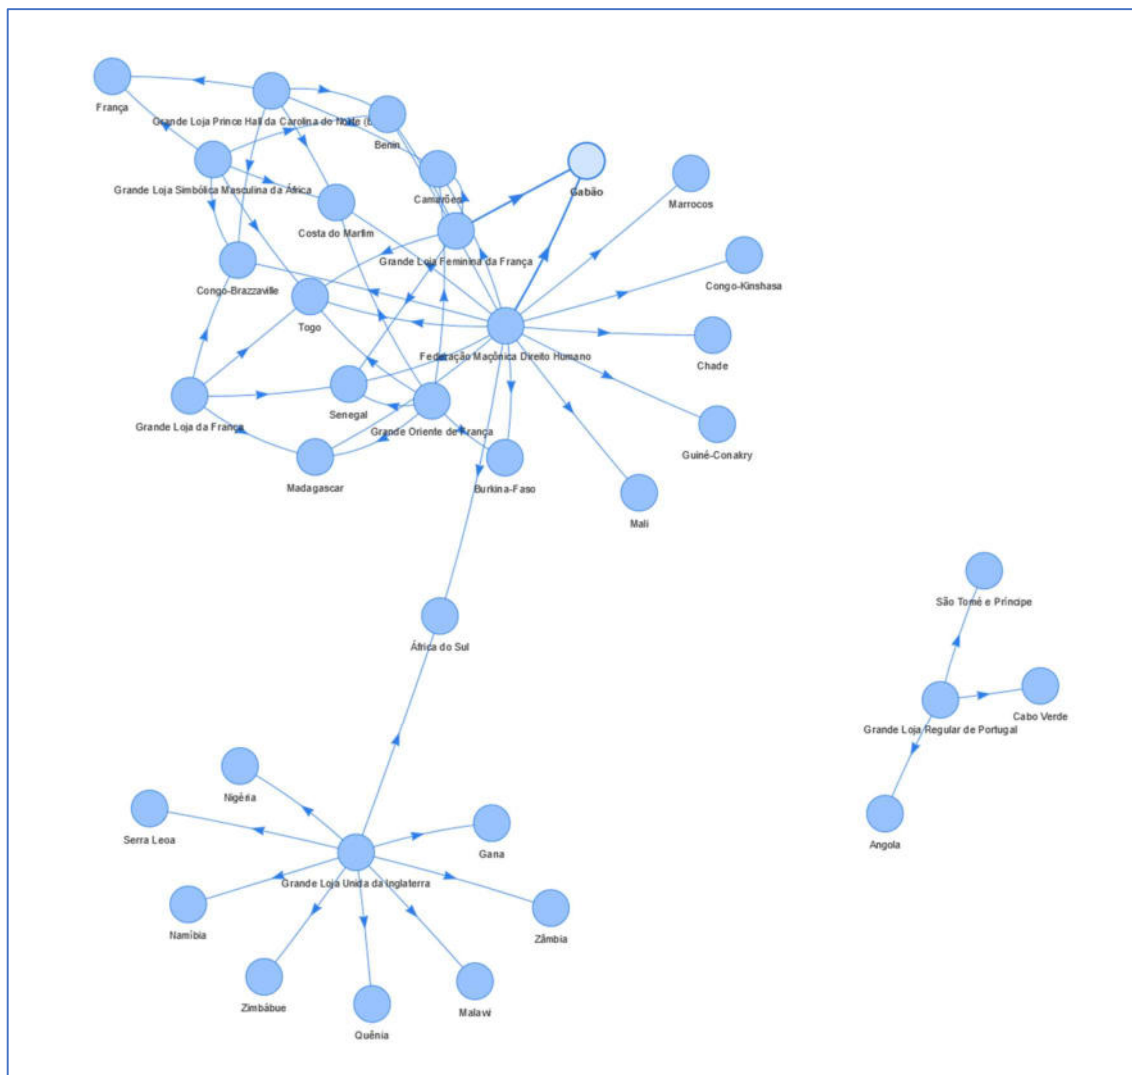 França
Grande Loja Prince Hall da Carolina do Norte
Benin
Grande Loja Simbólica Masculina da África
Camarões
Gabão
Marrocos
Costa do Marfim
Grande Loja Feminina da França
Congo-Brazzaville
Congo-Kinshasa
Togo
Federação Maçônica Direito Humano
Chade
Grande Loja da França
Senegal
Grande Oriente de França
Guiné-Conakry
Madagascar
Burkina-Faso
Mali
São Tomé e Príncipe
África do Sul
Cabo Verde
Grande Loja Regular de Portugal
Nigéria
Serra Leoa
Gana
Angola
Grande Loja Unida da Inglaterra
Namíbia
Zâmbia
Zimbábue
Malawi
Quênia